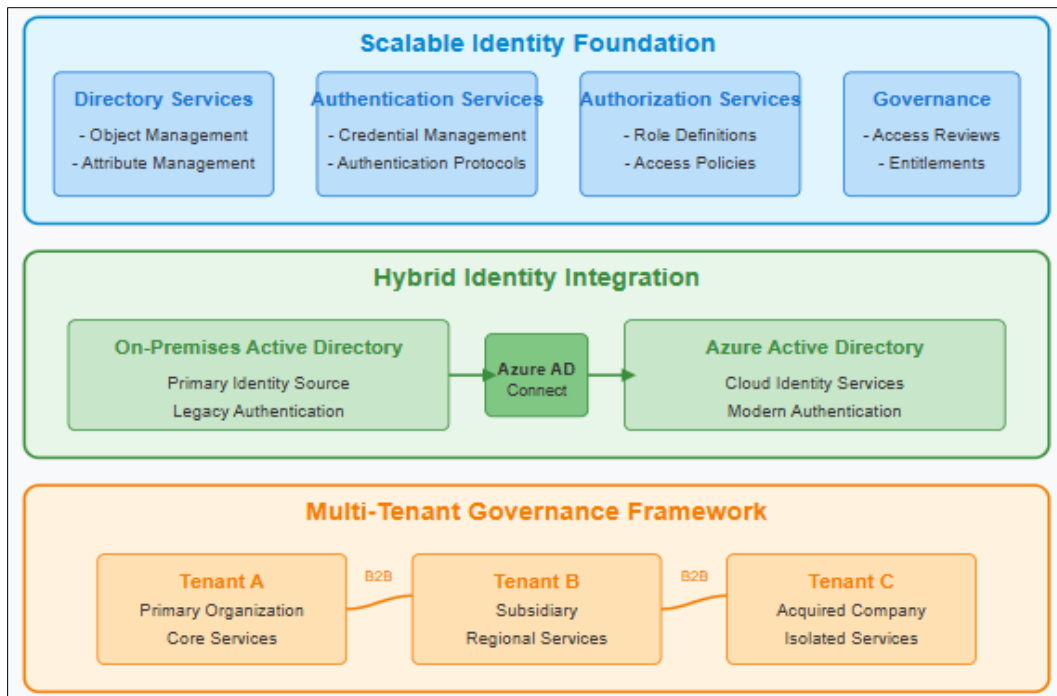 Scalable Identity Foundation
Directory Services
- Object Management
- Attribute Management
Authentication Services
- Credential Management
- Authentication Protocols
Authorization Services
- Role Definitions
- Access Policies
Governance
- Access Reviews
- Entitlements
Hybrid Identity Integration
On-Premises Active Directory
Primary Identity Source
Legacy Authentication
Azure AD
Connect
Azure Active Directory
Cloud Identity Services
Modern Authentication
Multi-Tenant Governance Framework
Tenant A
Primary Organization
Core Services
B2B
Tenant B
Subsidiary
Regional Services
B2B
Tenant C
Acquired Company
Isolated Services